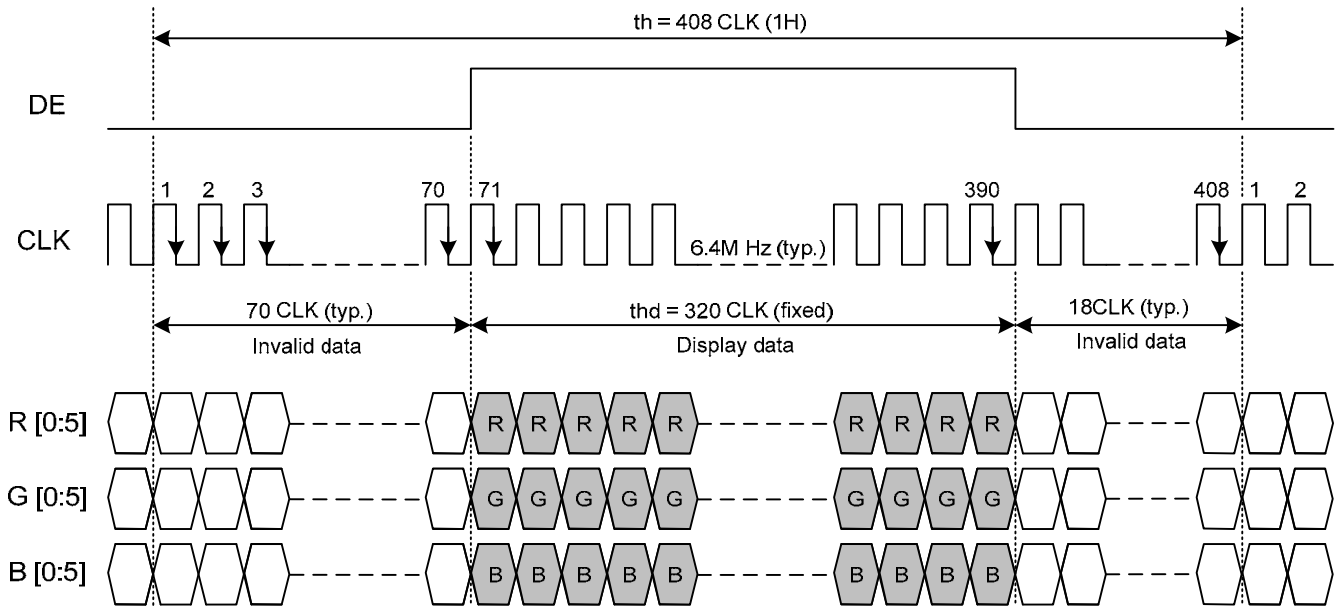 th = 408 CLK (1H)
DE
1 2 3 70 71 390 408 1 2
CLK
6.4M Hz (typ.)
70 CLK (typ.) thd = 320 CLK (fixed) 18CLK (typ.)
Invalid data Display data Invalid data
R [0:5] R R R R R R R R R
G [0:5] G G G G G G G G G
B [0:5] B B B B B B B B B